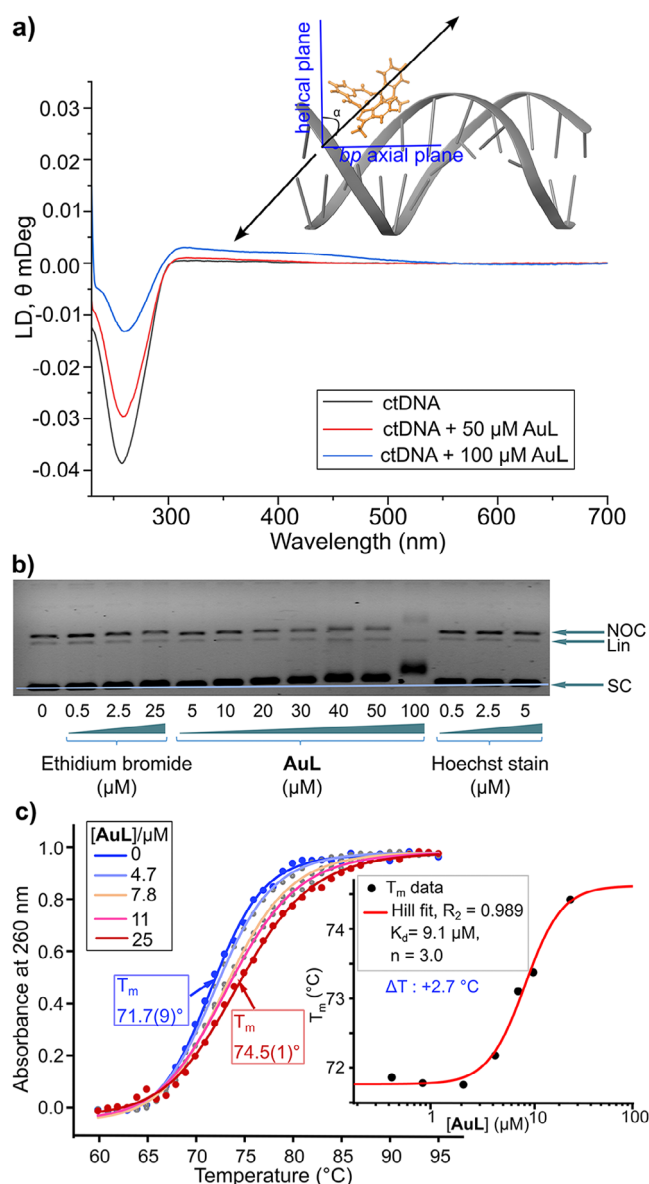 a)
helical plane
α
bp axial plane
0.03
0.02
0.01
0.00
-0.01
-0.02
-0.03
-0.04
LD, θ mDeg
ctDNA
ctDNA + 50 µM AuL
ctDNA + 100 µM AuL
300 400 500 600 700
Wavelength (nm)
b)
NOC
Lin
SC
0 0.5 2.5 25 5 10 20 30 40 50 100 0.5 2.5 5
Ethidium bromide AuL Hoechst stain
(µM) (µM) (µM)
c)
[AuL]/µM
0
4.7
7.8
11
25
1.0
0.8
0.6
0.4
0.2
0.0
Absorbance at 260 nm
Tm
71.7(9)°
Tm
74.5(1)°
60 65 70 75 80 85 90 95
Temperature (°C)
Tm data
Hill fit, R2 = 0.989
Kd= 9.1 µM,
n = 3.0
ΔT : +2.7 °C
74
73
72
Tm (°C)
1 10 100
[AuL] (µM)